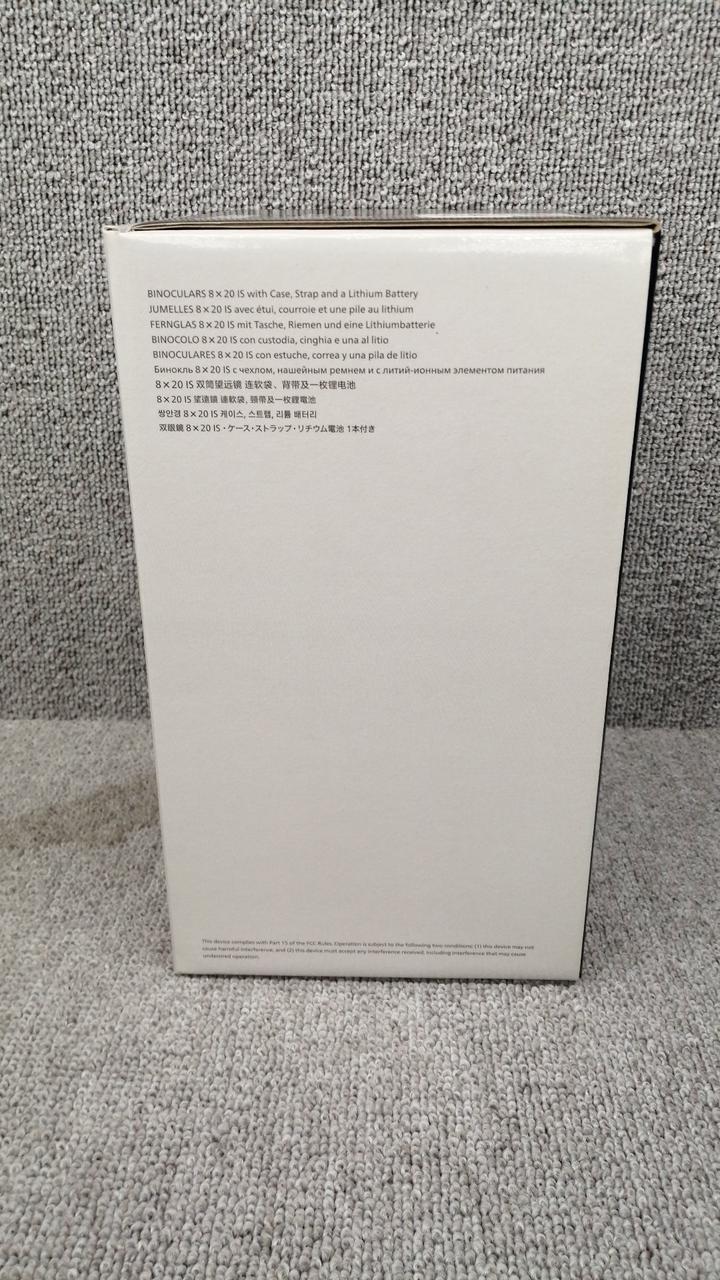 BINOCULARS 8×20 IS with Case, Strap and a Lithium Battery
JUMELLES 8×20 IS avec étui, courroie et une pile au lithium
FERNGLAS 8×20 IS mit Tasche, Riemen und eine Lithiumbatterie
BINOCOLO 8×20 IS con custodia, cinghia e una al litio
BINOCULARES 8×20 IS con estuche, correa y una pila de litio
Бинокль 8×20 IS с чехлом, нашейным ремнем и с литий-ионным элементом питания
8×20 IS 双筒望远镜 连软袋、背带及一枚锂电池
8×20 IS 望遠鏡 連軟袋, 頸帶及一枚鋰電池
쌍안경 8×20 IS 케이스, 스트랩, 리튬 배터리
双眼鏡 8×20 IS・ケース・ストラップ・リチウム電池 1本付き
This device complies with Part 15 of the FCC Rules. Operation is subject to the following two conditions: (1) this device may not
cause harmful interference, and (2) this device must accept any interference received, including interference that may cause
undesired operation.